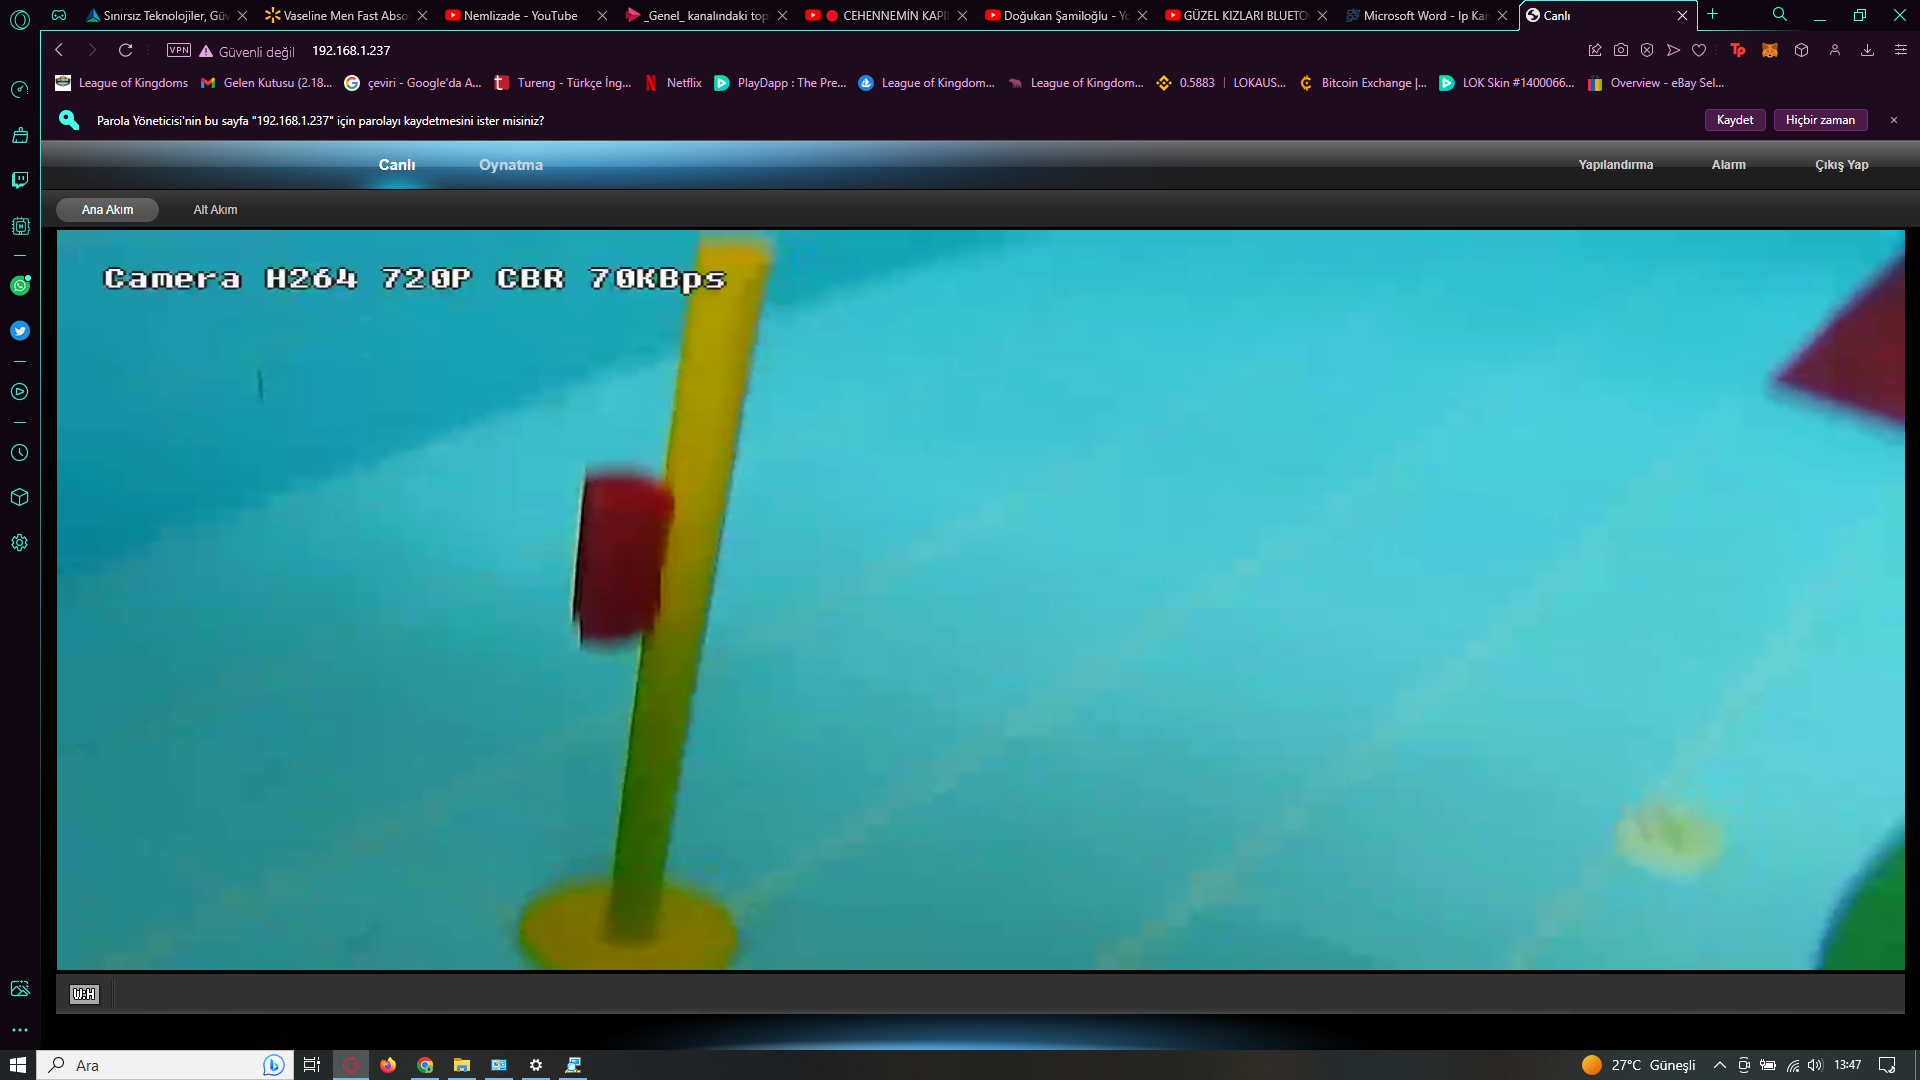 Sınırsız Teknolojiler, Güv
Vaseline Men Fast Abso
Nemlizade - YouTube
_Genel_ kanalındaki top
CEHENNEMİN KAPI
Doğukan Şamiloğlu - Yo
GÜZEL KIZLARI BLUETO
Microsoft Word - Ip Kar
Canlı
VPN
Güvenli değil
192.168.1.237
League of Kingdoms
Gelen Kutusu (2.18...
çeviri - Google'da A...
Tureng - Türkçe İng...
Netflix
PlayDapp : The Pre...
League of Kingdom...
League of Kingdom...
0.5883 | LOKAUS...
Bitcoin Exchange |...
LOK Skin #1400066...
Overview - eBay Sel...
Parola Yöneticisi'nin bu sayfa "192.168.1.237" için parolayı kaydetmesini ister misiniz?
Kaydet
Hiçbir zaman
Canlı
Oynatma
Yapılandırma
Alarm
Çıkış Yap
Ana Akım
Alt Akım
Camera H264 720P CBR 70KBps
W:H
Ara
27°C Güneşli
13:47